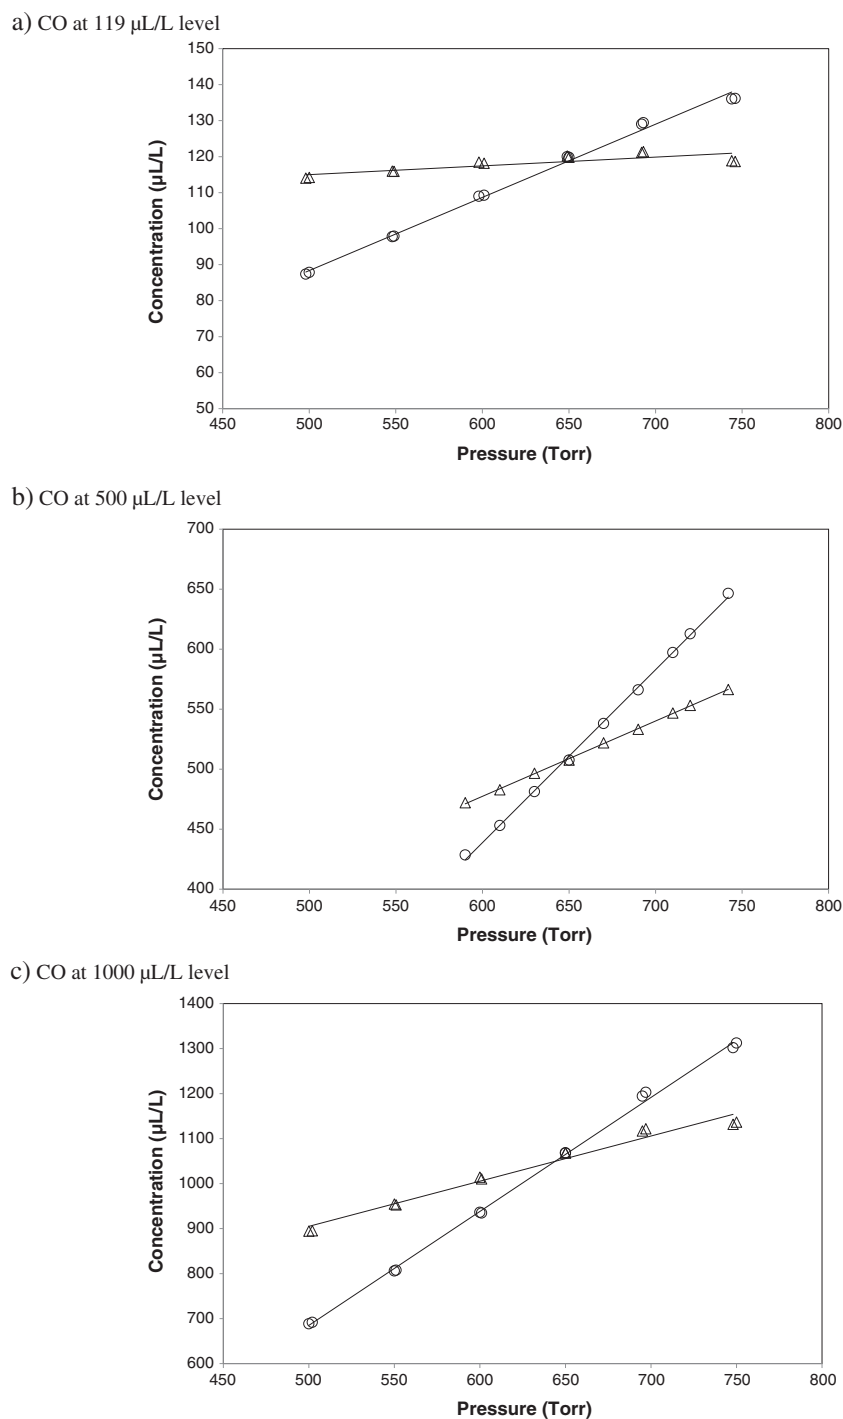 a) CO at 119 µL/L level
150
140
130
120
110
100
90
80
70
60
50
450 500 550 600 650 700 750 800
Concentration (µL/L)
Pressure (Torr)
b) CO at 500 µL/L level
700
650
600
550
500
450
400
450 500 550 600 650 700 750 800
Concentration (µL/L)
Pressure (Torr)
c) CO at 1000 µL/L level
1400
1300
1200
1100
1000
900
800
700
600
450 500 550 600 650 700 750 800
Concentration (µL/L)
Pressure (Torr)